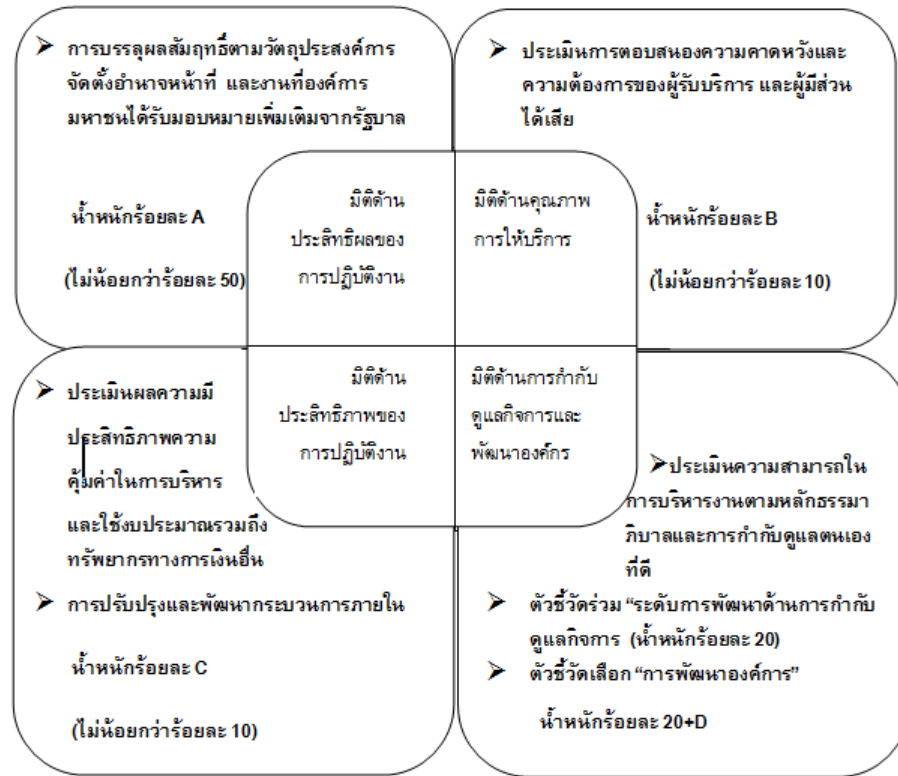 ➤ การบรรลุผลสัมฤทธิ์ตามวัตถุประสงค์การ
จัดตั้งอำนาจหน้าที่ และงานที่องค์การ
มหาชนได้รับมอบหมายเพิ่มเติมจากรัฐบาล
น้ำหนักร้อยละ A
(ไม่น้อยกว่าร้อยละ 50)
➤ ประเมินการตอบสนองความคาดหวังและ
ความต้องการของผู้รับบริการ และผู้มีส่วน
ได้เสีย
น้ำหนักร้อยละ B
(ไม่น้อยกว่าร้อยละ 10)
มิติด้าน
ประสิทธิผลของ
การปฏิบัติงาน
มิติด้านคุณภาพ
การให้บริการ
มิติด้าน
ประสิทธิภาพของ
การปฏิบัติงาน
มิติด้านการกำกับ
ดูแลกิจการและ
พัฒนาองค์กร
➤ ประเมินผลความมี
ประสิทธิภาพความ
คุ้มค่าในการบริหาร
และใช้งบประมาณรวมถึง
ทรัพยากรทางการเงินอื่น
➤ การปรับปรุงและพัฒนากระบวนการภายใน
น้ำหนักร้อยละ C
(ไม่น้อยกว่าร้อยละ 10)
➤ประเมินความสามารถใน
การบริหารงานตามหลักธรรมา
ภิบาลและการกำกับดูแลตนเอง
ที่ดี
➤ ตัวชี้วัดร่วม “ระดับการพัฒนาด้านการกำกับ
ดูแลกิจการ (น้ำหนักร้อยละ 20)
➤ ตัวชี้วัดเลือก “การพัฒนาองค์การ”
น้ำหนักร้อยละ 20+D